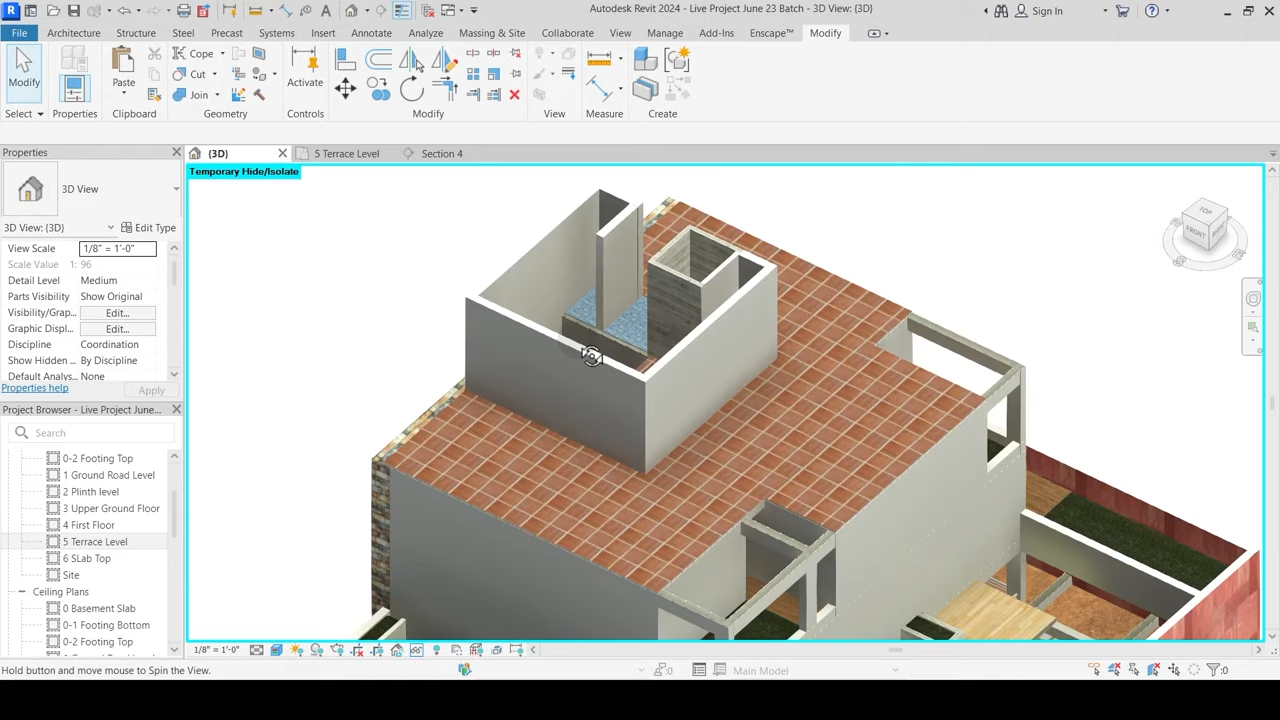 Autodesk Revit 2024 - Live Project June 23 Batch - 3D View: {3D}
Sign In
File Architecture Structure Steel Precast Systems Insert Annotate Analyze Massing & Site Collaborate View Manage Add-Ins Enscape™ Modify
Modify Paste Cope Cut Join Activate
Select Properties Clipboard Geometry Controls Modify View Measure Create
Properties
{3D} 5 Terrace Level Section 4
Temporary Hide/Isolate
3D View
3D View: {3D} Edit Type
View Scale 1/8" = 1'-0"
Scale Value 1: 96
Detail Level Medium
Parts Visibility Show Original
Visibility/Grap... Edit...
Graphic Displ... Edit...
Discipline Coordination
Show Hidden ... By Discipline
Default Analys... None
Properties help Apply
Project Browser - Live Project June...
Search
0-2 Footing Top
1 Ground Road Level
2 Plinth level
3 Upper Ground Floor
4 First Floor
5 Terrace Level
6 SLab Top
Site
Ceiling Plans
0 Basement Slab
0-1 Footing Bottom
0-2 Footing Top
TOP
FRONT
1/8" = 1'-0"
Hold button and move mouse to Spin the View.
:0 Main Model :0